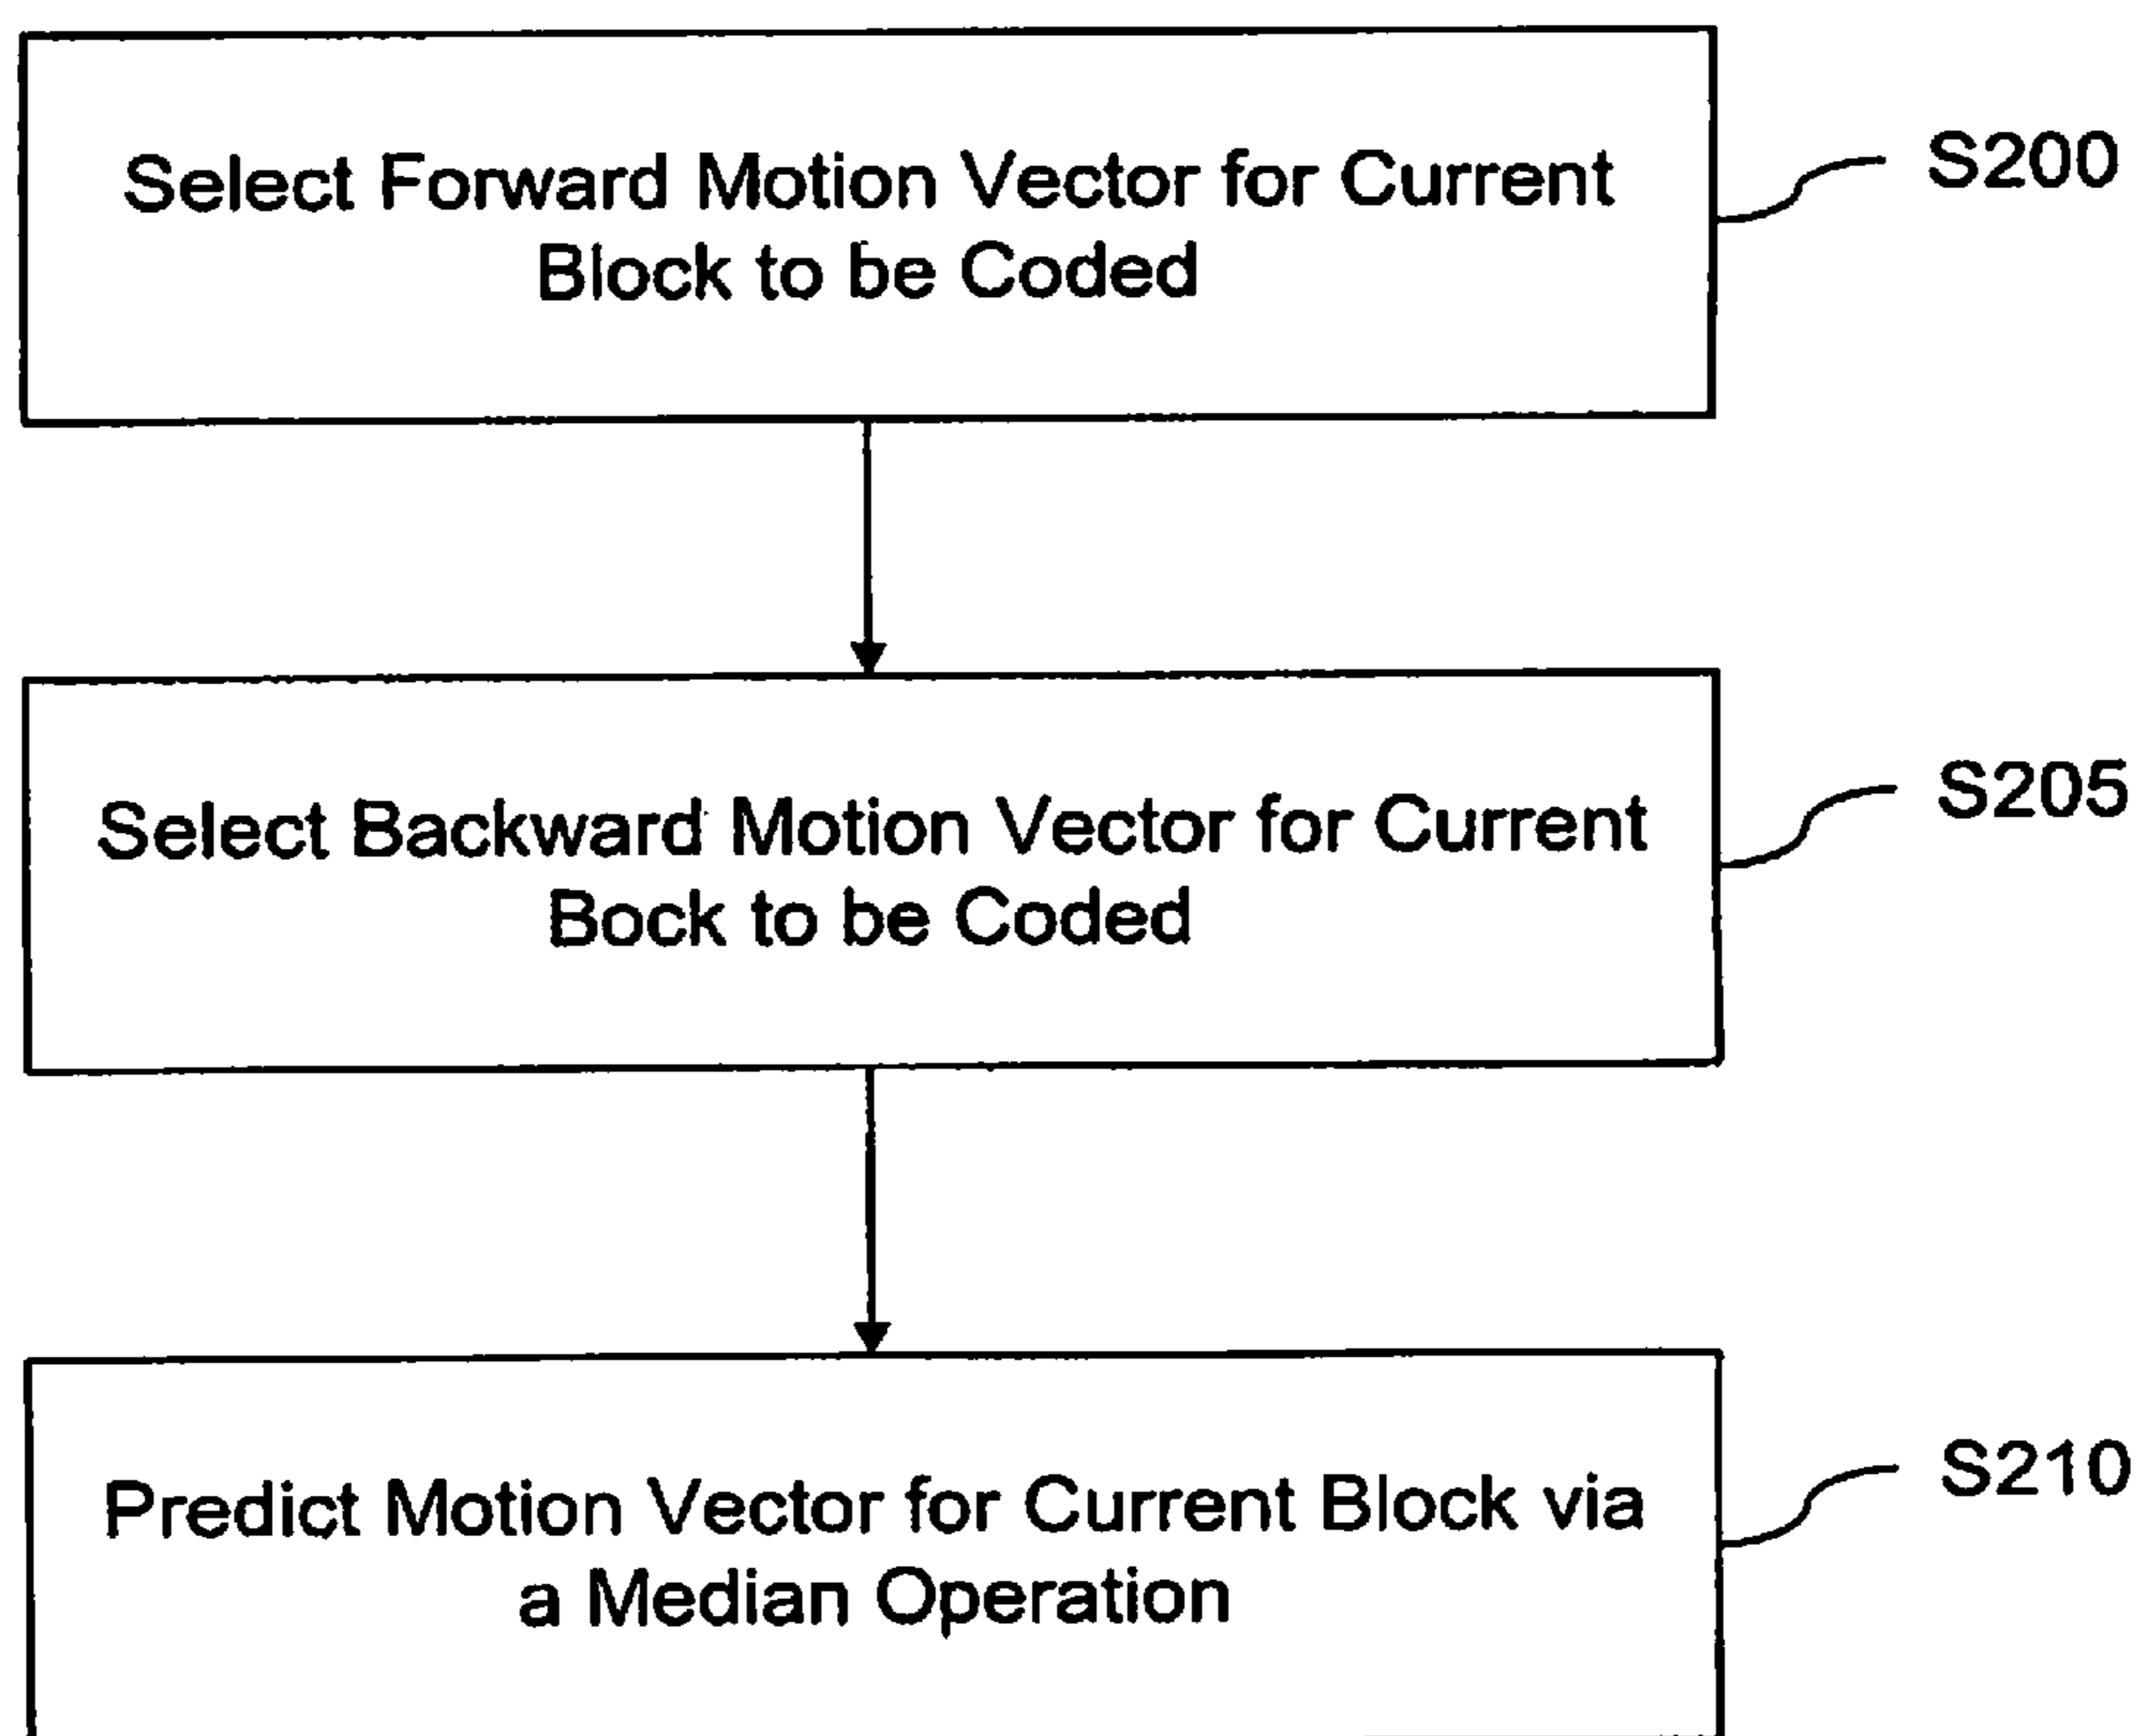 Select Forward Motion Vector for Current
Block to be Coded
S200
Select Backward Motion Vector for Current
Bock to be Coded
S205
Predict Motion Vector for Current Block via
a Median Operation
S210